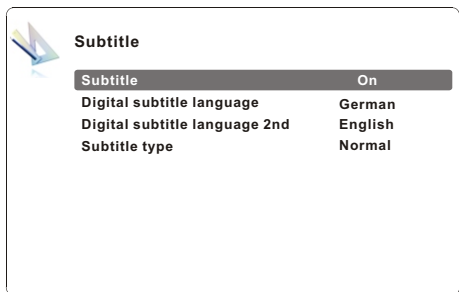 Subtitle
Subtitle On
Digital subtitle language German
Digital subtitle language 2nd English
Subtitle type Normal